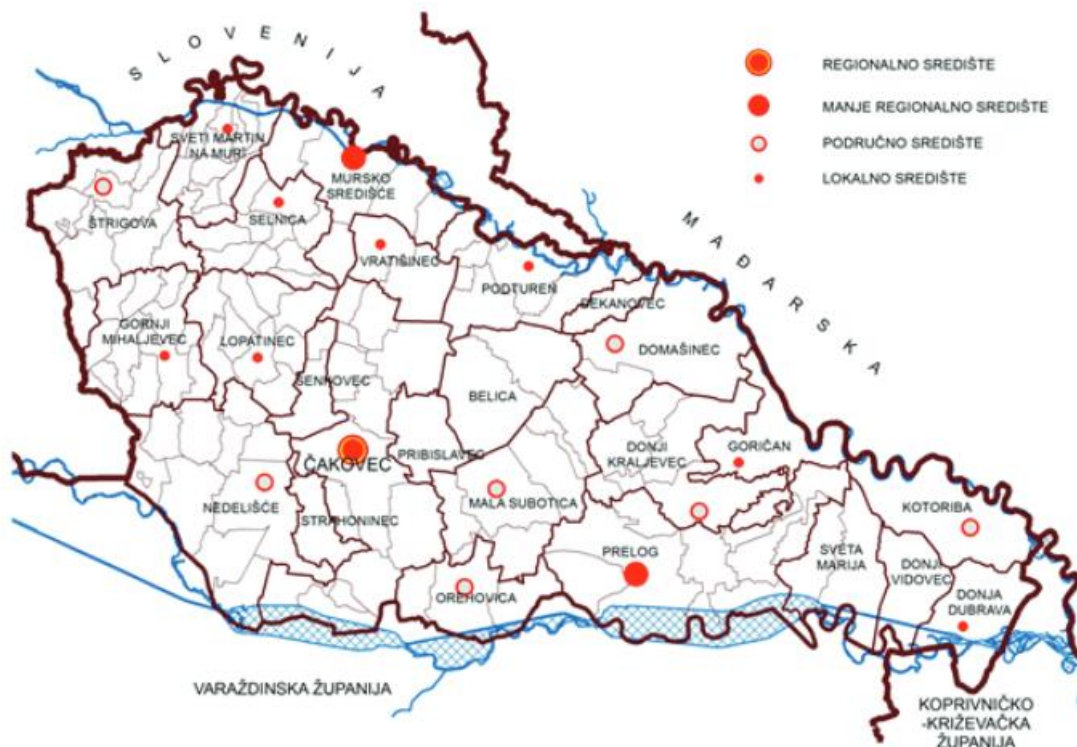 SLOVENIJA
REGIONALNO SREDIŠTE
MANJE REGIONALNO SREDIŠTE
PODRUČNO SREDIŠTE
LOKALNO SREDIŠTE
MAĐARSKA
SVETI MARTIN
NA MURI
MURSKO
SREDIŠĆE
ŠTRIGOVA
SELNICA
VRATIŠINEC
PODTUREN
DEKANOVEC
GORNJI
MIHALJEVEC
LOPATINEC
DOMAŠINEC
ŠENKOVEC
BELICA
ČAKOVEC
PRIBISLAVEC
DONJI
KRALJEVEC
GORIČAN
NEDELIŠĆE
STRAHONINEC
MALA SUBOTICA
KOTORIBA
PRELOG
SVETA
MARIJA
DONJI
VIDOVEC
OREHOVICA
DONJA
DUBRAVA
VARAŽDINSKA ŽUPANIJA
KOPRIVNIČKO
-KRIŽEVAČKA
ŽUPANIJA